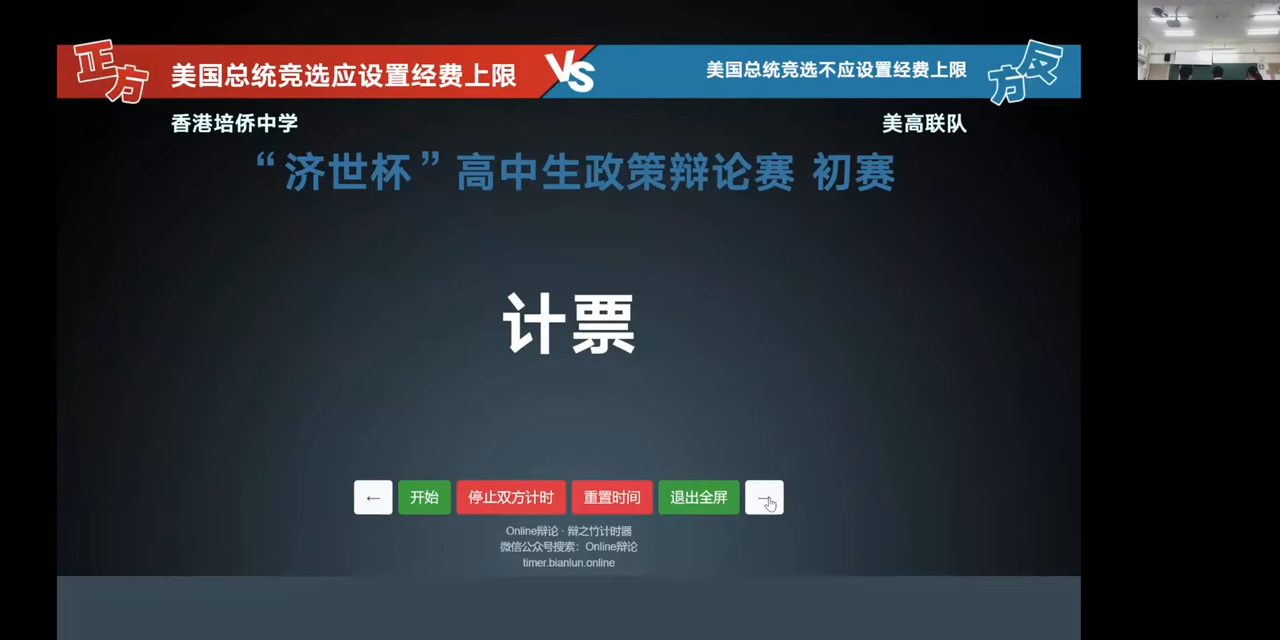 正方 美国总统竞选应设置经费上限 VS 美国总统竞选不应设置经费上限 反方
香港培侨中学 美高联队
“济世杯”高中生政策辩论赛 初赛
计票
← 开始 停止双方计时 重置时间 退出全屏 →
Online辩论 · 辩之竹计时器
微信公众号搜索：Online辩论
timer.bianlun.online